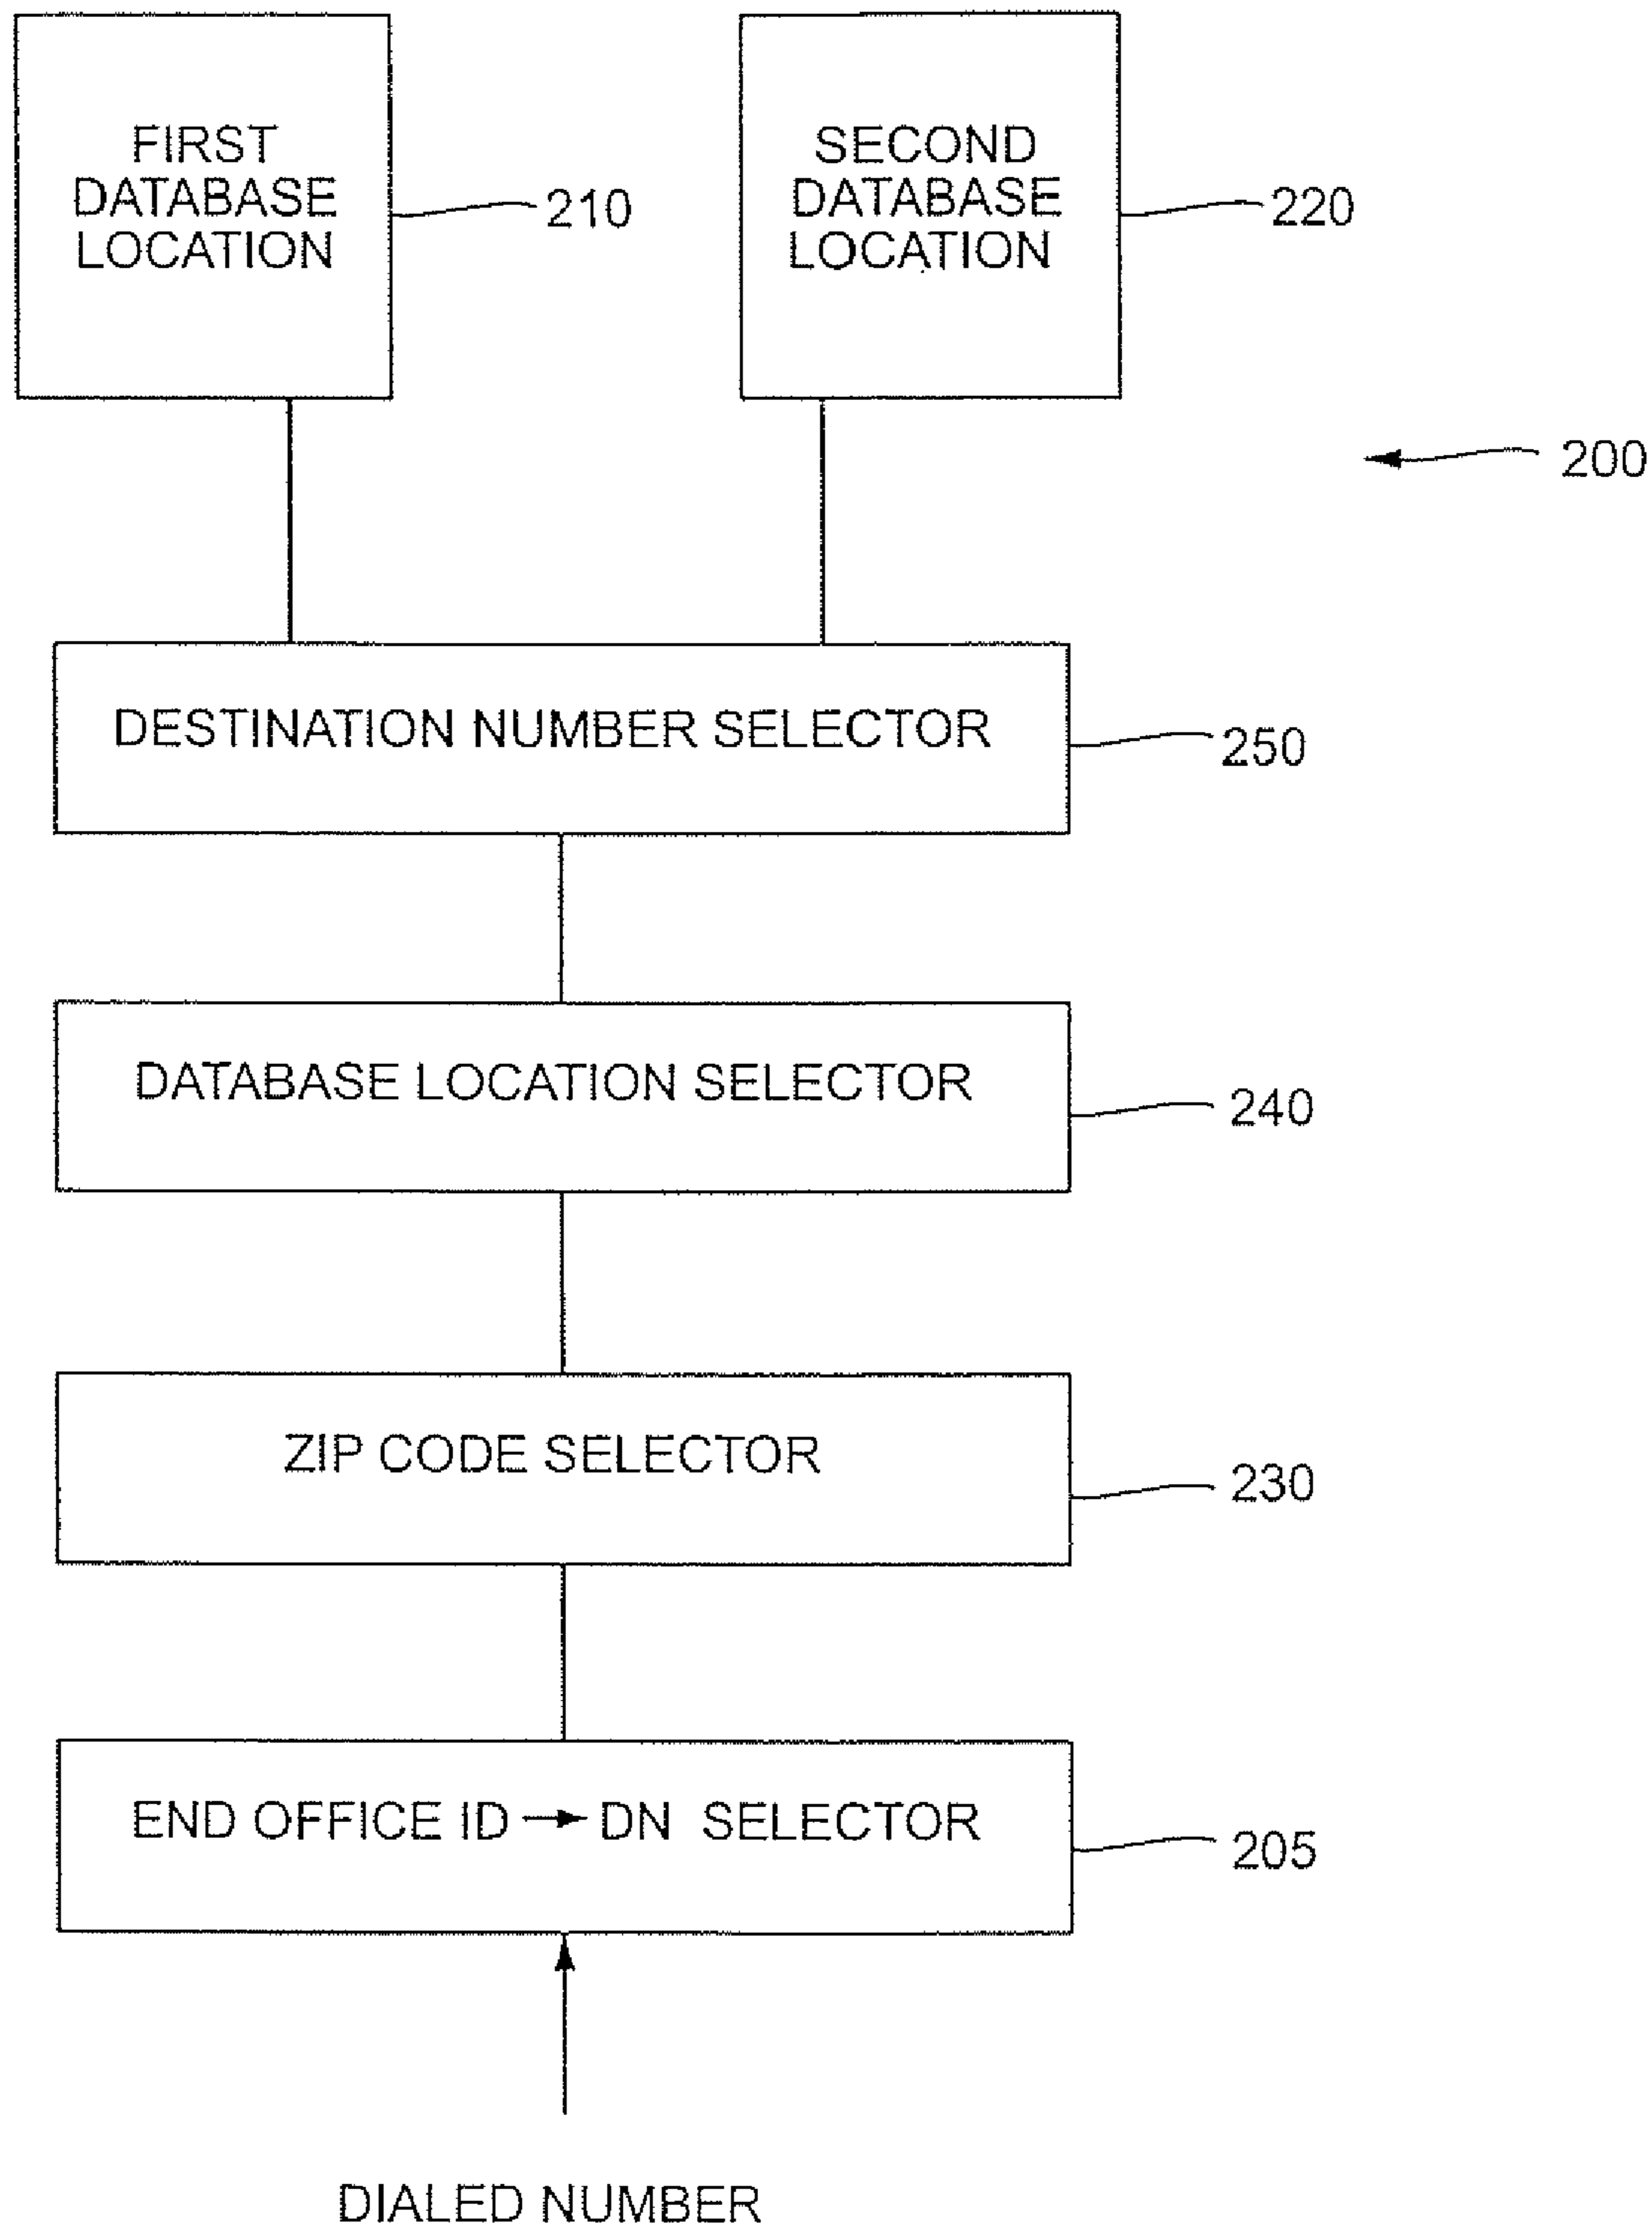 FIRST
DATABASE
LOCATION
210
SECOND
DATABASE
LOCATION
220
200
DESTINATION NUMBER SELECTOR
250
DATABASE LOCATION SELECTOR
240
ZIP CODE SELECTOR
230
END OFFICE ID → DN SELECTOR
205
DIALED NUMBER